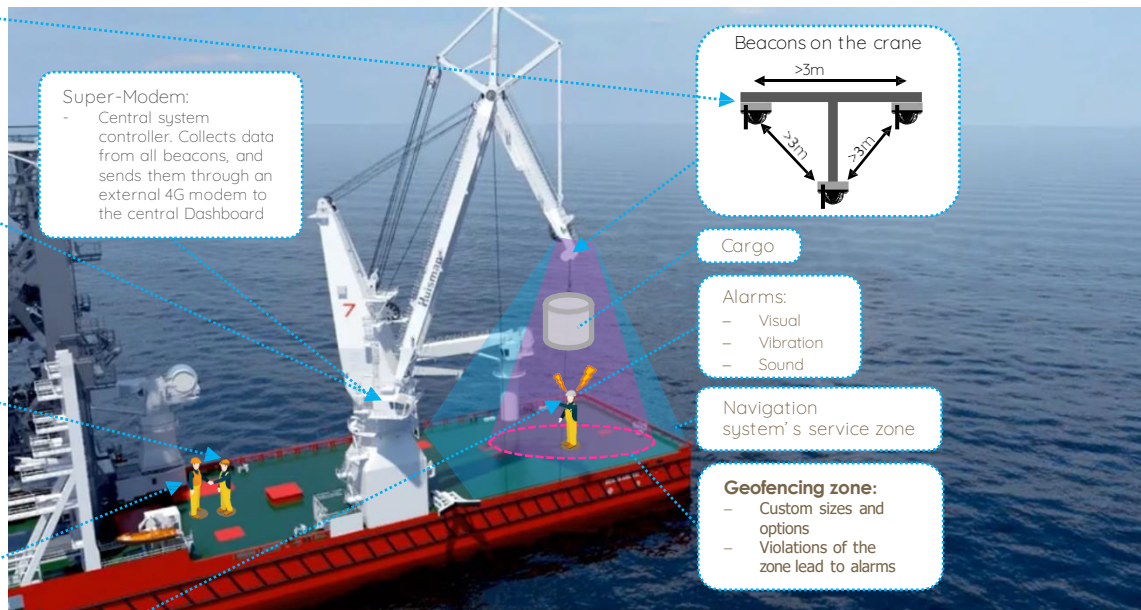 Beacons on the crane
>3m
>3m
>3m
Super-Modem:
- Central system
controller. Collects data
from all beacons, and
sends them through an
external 4G modem to
the central Dashboard
Huisman
7
Cargo
Alarms:
– Visual
– Vibration
– Sound
Navigation
system’s service zone
Geofencing zone:
– Custom sizes and
options
– Violations of the
zone lead to alarms